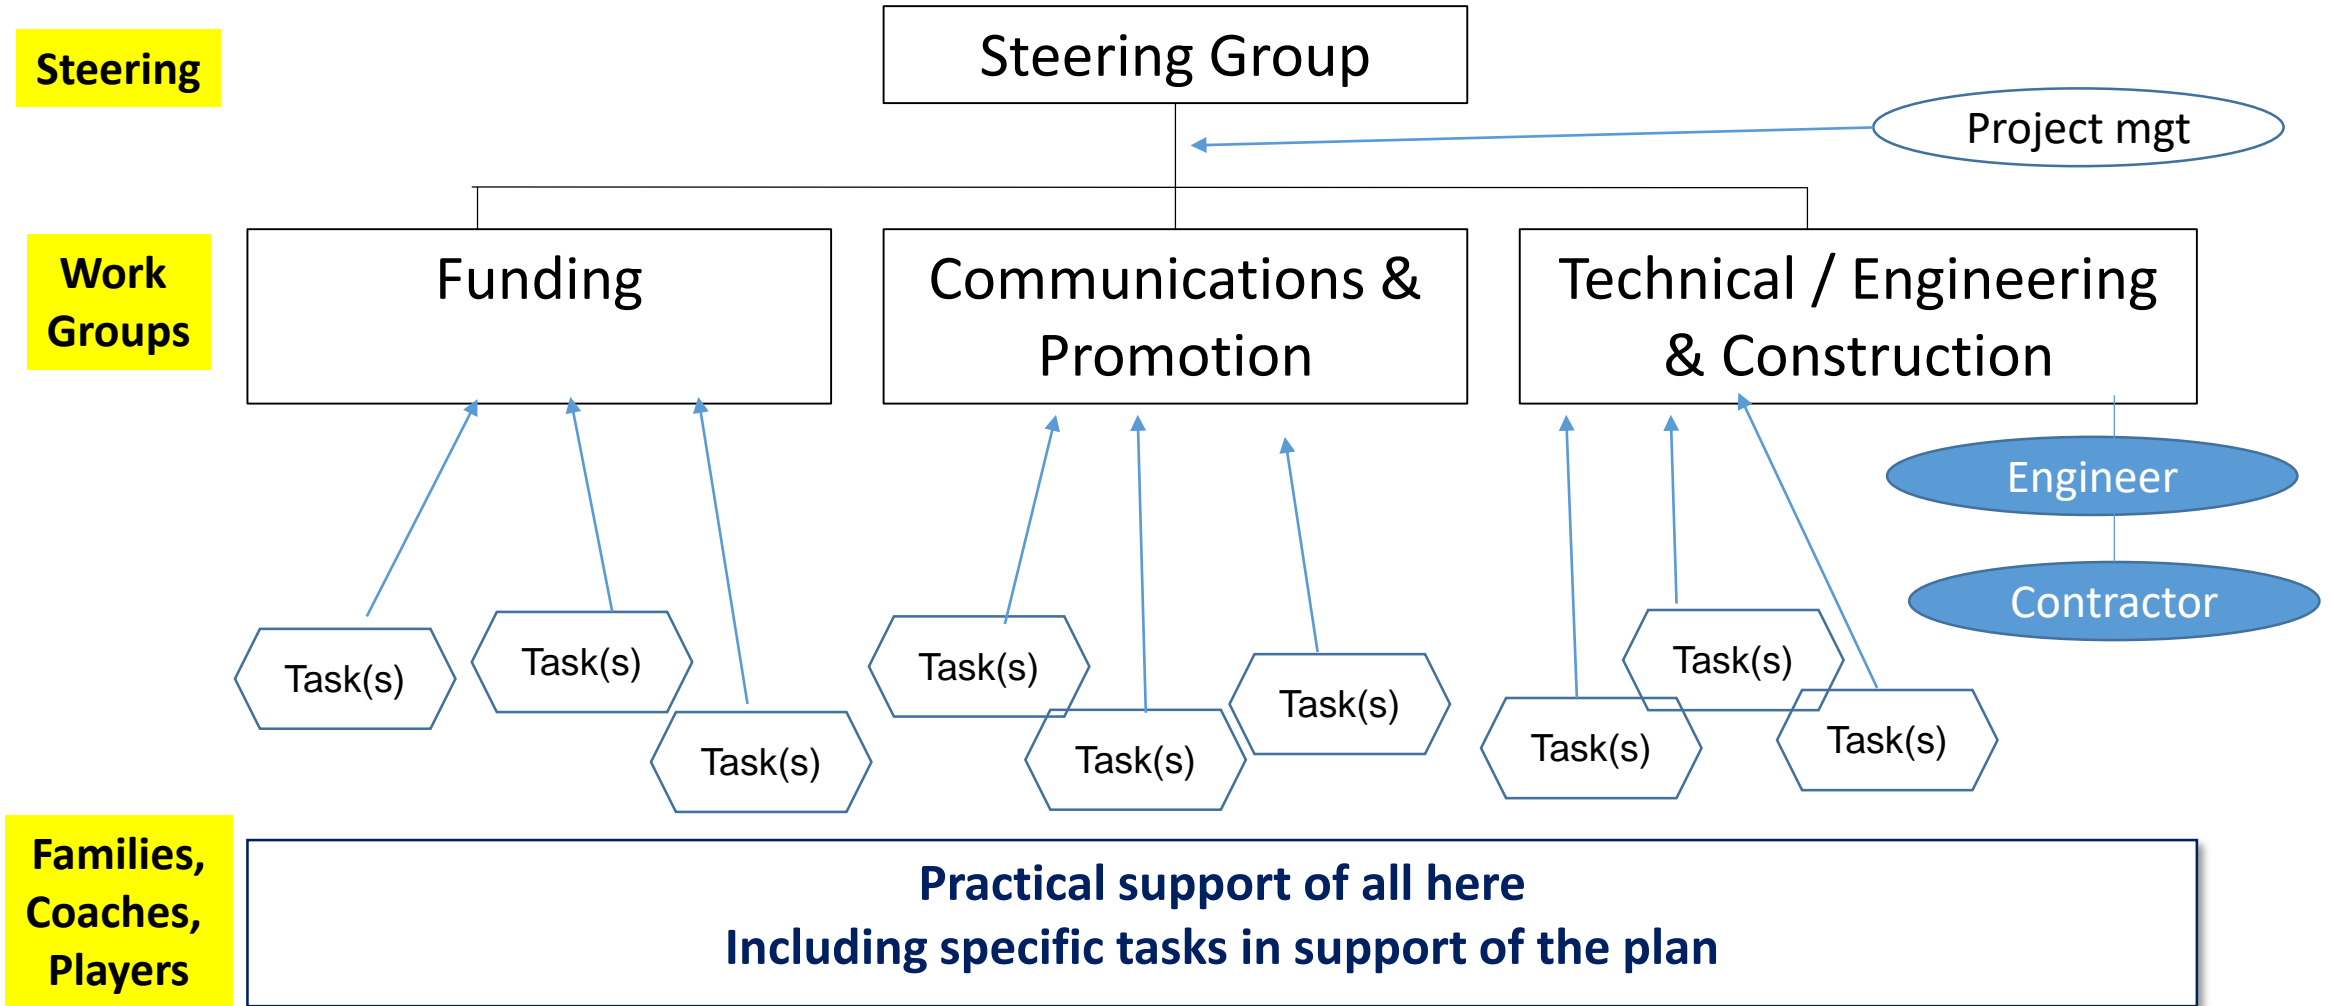 Steering
Steering Group
Project mgt
Work
Groups
Funding
Communications &
Promotion
Technical / Engineering
& Construction
Engineer
Contractor
Task(s)
Task(s)
Task(s)
Task(s)
Task(s)
Task(s)
Task(s)
Task(s)
Task(s)
Families,
Coaches,
Players
Practical support of all here
Including specific tasks in support of the plan